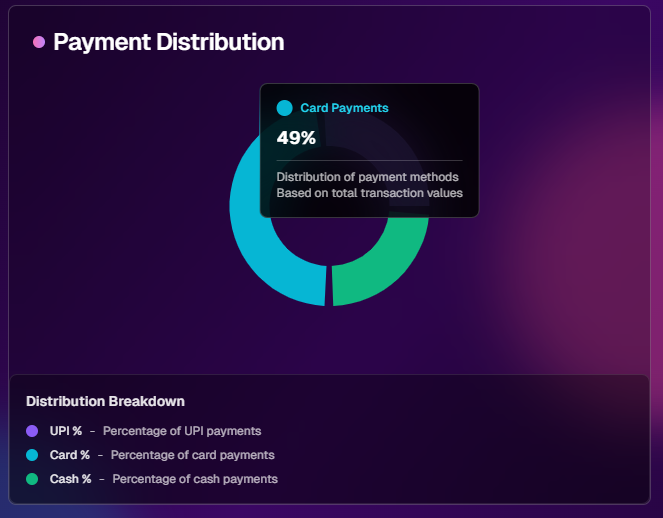 Payment Distribution
Card Payments
49%
Distribution of payment methods
Based on total transaction values
Distribution Breakdown
UPI % - Percentage of UPI payments
Card % - Percentage of card payments
Cash % - Percentage of cash payments